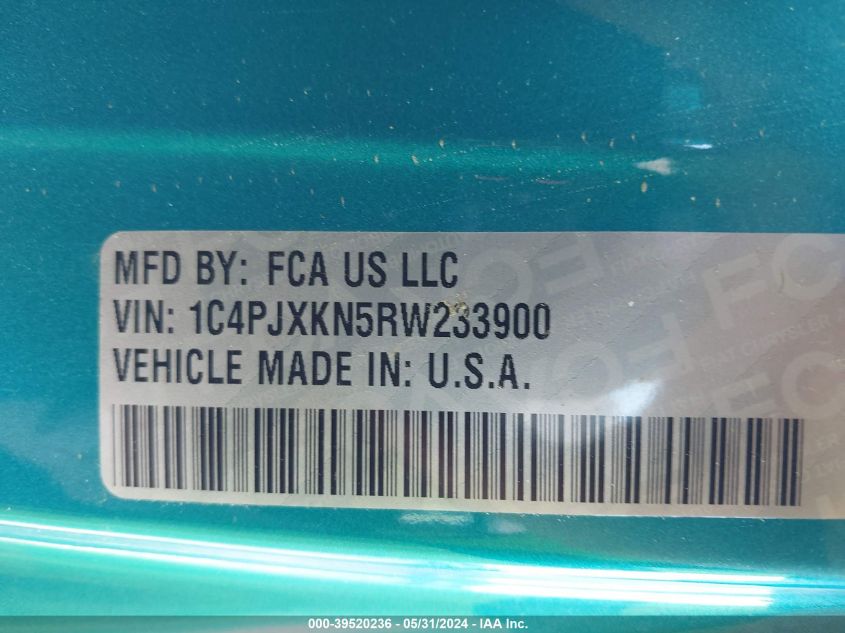 MFD BY: FCA US LLC
VIN: 1C4PJXKN5RW233900
VEHICLE MADE IN: U.S.A.
000-39520236 - 05/31/2024 - IAA Inc.